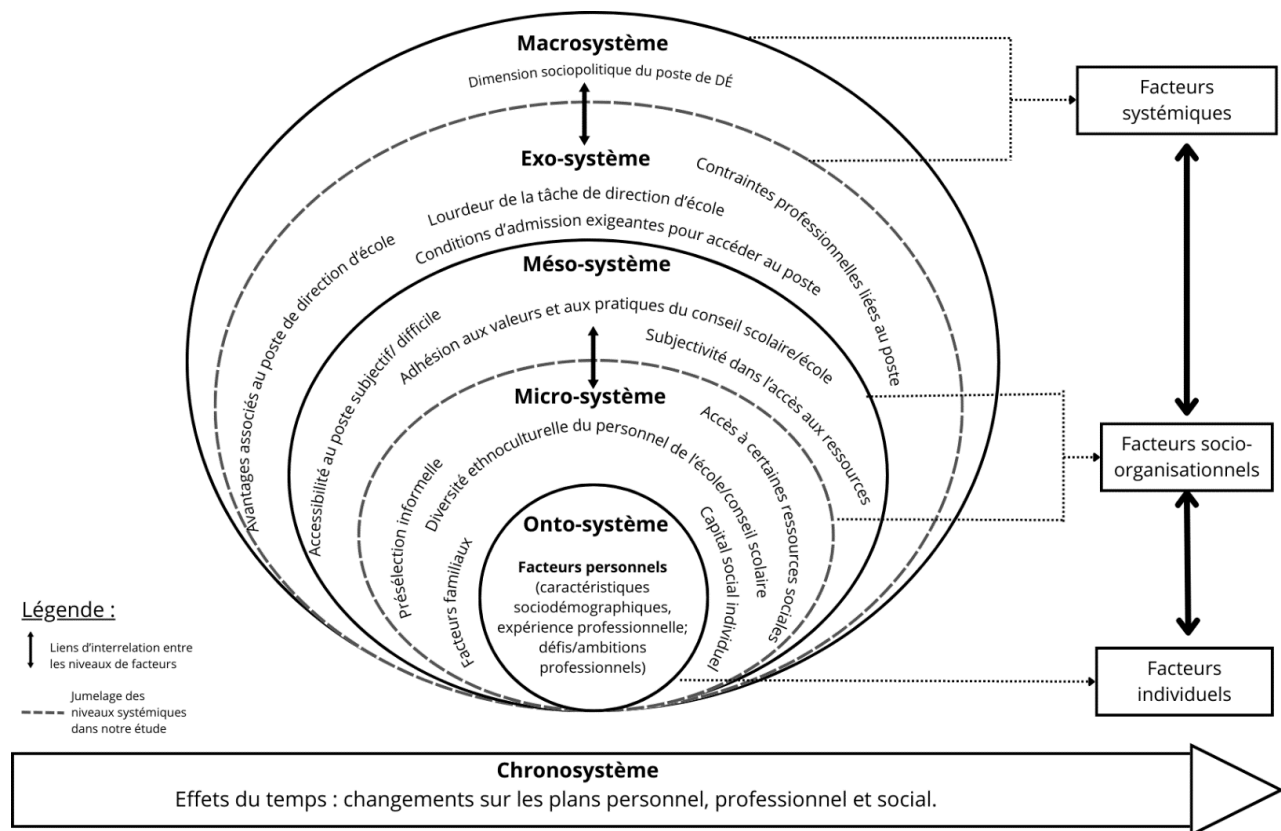 Macrosystème
Dimension sociopolitique du poste de DÉ
Exo-système
Lourdeur de la tâche de direction d'école
Conditions d'admission exigeantes pour accéder au poste
Avantages associés au poste de direction d'école
Contraintes professionnelles liées au poste
Méso-système
Adhésion aux valeurs et aux pratiques du conseil scolaire/école
Accessibilité au poste subjectif/ difficile
Subjectivité dans l'accès aux ressources
Micro-système
Diversité ethnoculturelle du personnel de l'école/conseil scolaire
Présélection informelle
Accès à certaines ressources sociales
Facteurs familiaux
Capital social individuel
Onto-système
Facteurs personnels
(caractéristiques
sociodémographiques,
expérience professionnelle;
défis/ambitions
professionnels)
Facteurs
systémiques
Facteurs socio-
organisationnels
Facteurs
individuels
Légende :
Liens d'interrelation entre
les niveaux de facteurs
Jumelage des
niveaux systémiques
dans notre étude
Chronosystème
Effets du temps : changements sur les plans personnel, professionnel et social.